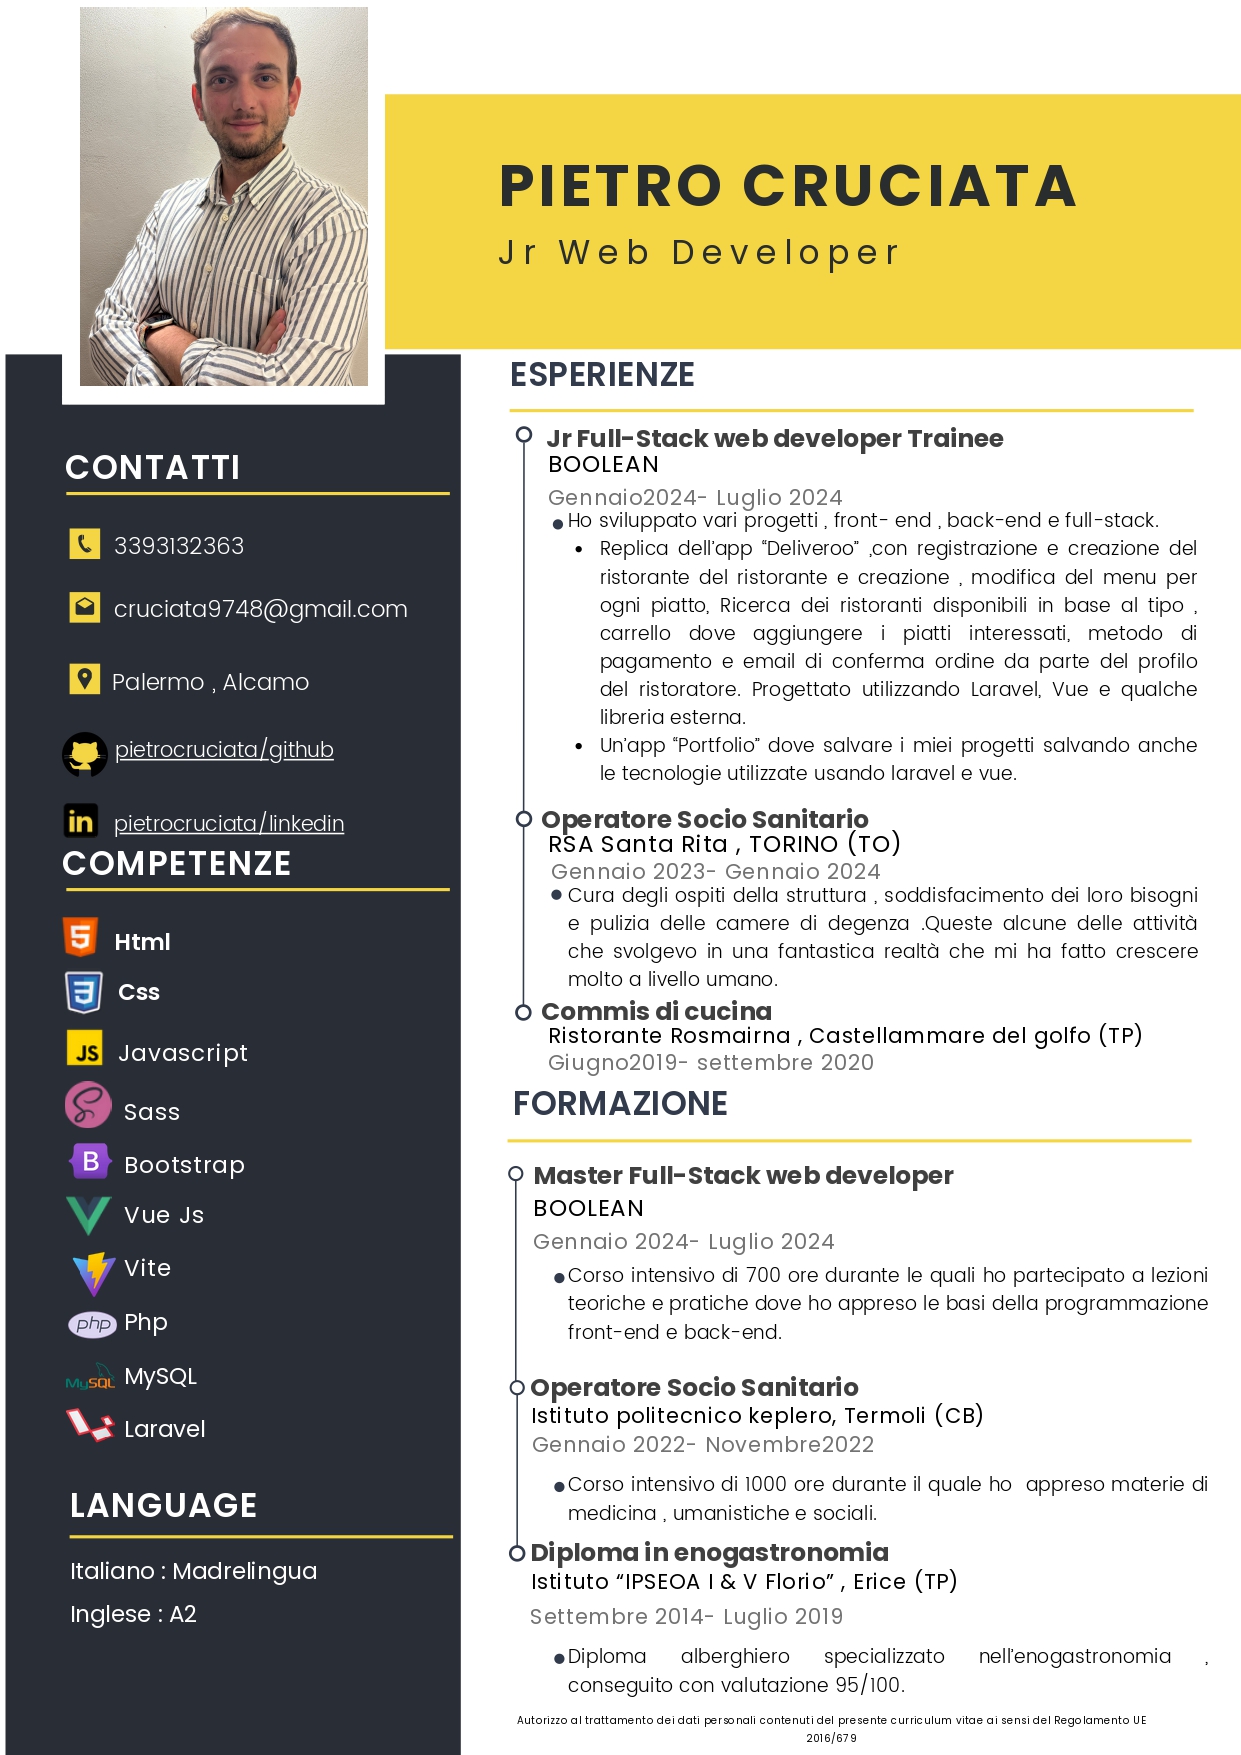 PIETRO CRUCIATA
Jr Web Developer
CONTATTI
3393132363
cruciata9748@gmail.com
Palermo , Alcamo
pietrocruciata/github
in pietrocruciata/linkedin
COMPETENZE
5 Html
3 Css
JS Javascript
S Sass
B Bootstrap
Vue Js
Vite
php Php
MySQL MySQL
Laravel
LANGUAGE
Italiano : Madrelingua
Inglese : A2
ESPERIENZE
Jr Full-Stack web developer Trainee
BOOLEAN
Gennaio2024- Luglio 2024
Ho sviluppato vari progetti , front- end , back-end e full-stack.
Replica dell’app “Deliveroo” ,con registrazione e creazione del
ristorante del ristorante e creazione , modifica del menu per
ogni piatto, Ricerca dei ristoranti disponibili in base al tipo ,
carrello dove aggiungere i piatti interessati, metodo di
pagamento e email di conferma ordine da parte del profilo
del ristoratore. Progettato utilizzando Laravel, Vue e qualche
libreria esterna.
Un’app “Portfolio” dove salvare i miei progetti salvando anche
le tecnologie utilizzate usando laravel e vue.
Operatore Socio Sanitario
RSA Santa Rita , TORINO (TO)
Gennaio 2023- Gennaio 2024
Cura degli ospiti della struttura , soddisfacimento dei loro bisogni
e pulizia delle camere di degenza .Queste alcune delle attività
che svolgevo in una fantastica realtà che mi ha fatto crescere
molto a livello umano.
Commis di cucina
Ristorante Rosmairna , Castellammare del golfo (TP)
Giugno2019- settembre 2020
FORMAZIONE
Master Full-Stack web developer
BOOLEAN
Gennaio 2024- Luglio 2024
Corso intensivo di 700 ore durante le quali ho partecipato a lezioni
teoriche e pratiche dove ho appreso le basi della programmazione
front-end e back-end.
Operatore Socio Sanitario
Istituto politecnico keplero, Termoli (CB)
Gennaio 2022- Novembre2022
Corso intensivo di 1000 ore durante il quale ho appreso materie di
medicina , umanistiche e sociali.
Diploma in enogastronomia
Istituto “IPSEOA I & V Florio” , Erice (TP)
Settembre 2014- Luglio 2019
Diploma alberghiero specializzato nell’enogastronomia ,
conseguito con valutazione 95/100.
Autorizzo al trattamento dei dati personali contenuti del presente curriculum vitae ai sensi del Regolamento UE
2016/679